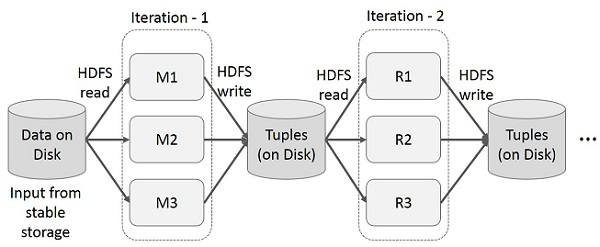 Iteration - 1
Iteration - 2
HDFS
read
M1
HDFS
write
HDFS
read
R1
HDFS
write
Data on
Disk
M2
Tuples
(on Disk)
R2
Tuples
(on Disk)
...
Input from
stable
storage
M3
R3